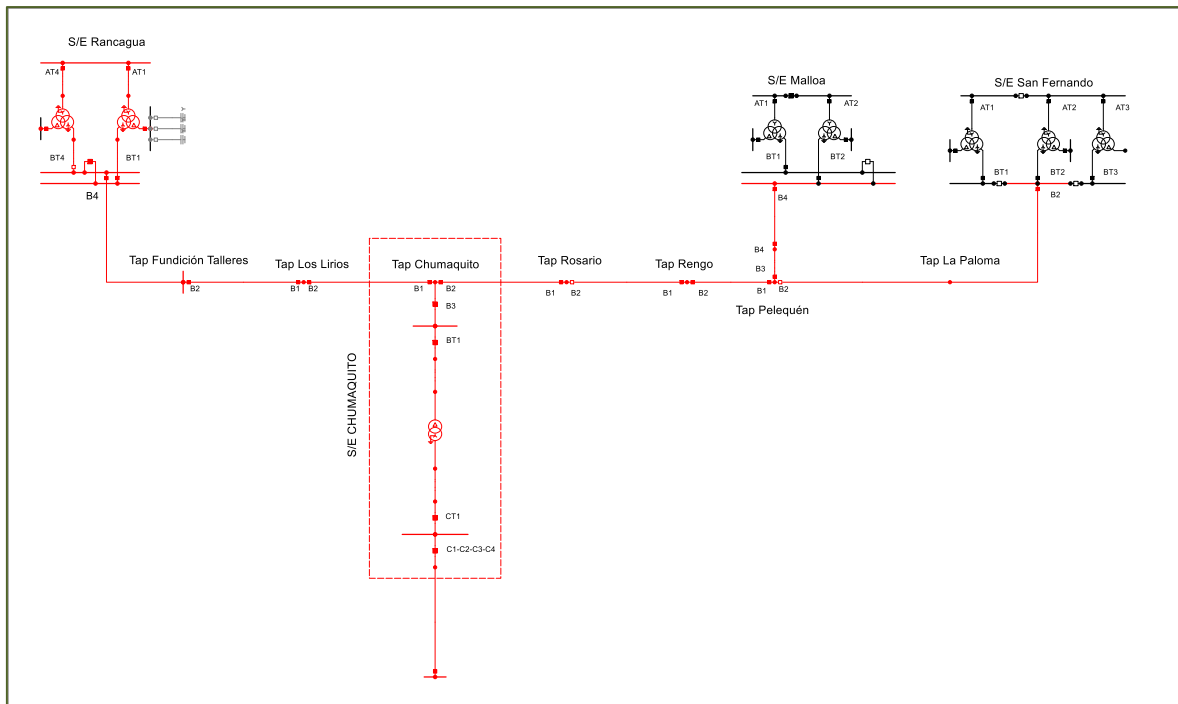 S/E Rancagua
S/E Malloa
S/E San Fernando
AT4
AT1
AT1
AT2
AT1
AT2
AT3
BT4
BT1
BT1
BT2
BT1
BT2
BT3
B4
B4
B2
B4
Tap Fundición Talleres
Tap Los Lirios
Tap Chumaquito
Tap Rosario
Tap Rengo
B3
Tap La Paloma
B2
B1
B2
B1
B2
B1
B2
B1
B2
B1
B2
B3
Tap Pelequén
BT1
S/E CHUMAQUITO
CT1
C1-C2-C3-C4